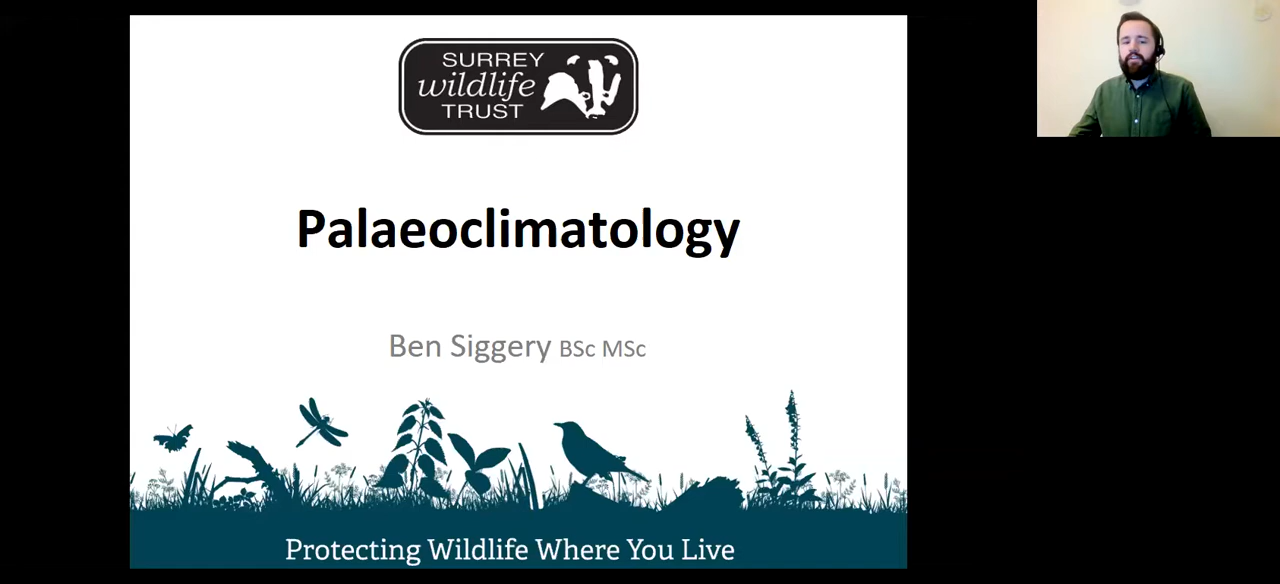 SURREY
wildlife
TRUST
Palaeoclimatology
Ben Siggery BSc MSc
Protecting Wildlife Where You Live